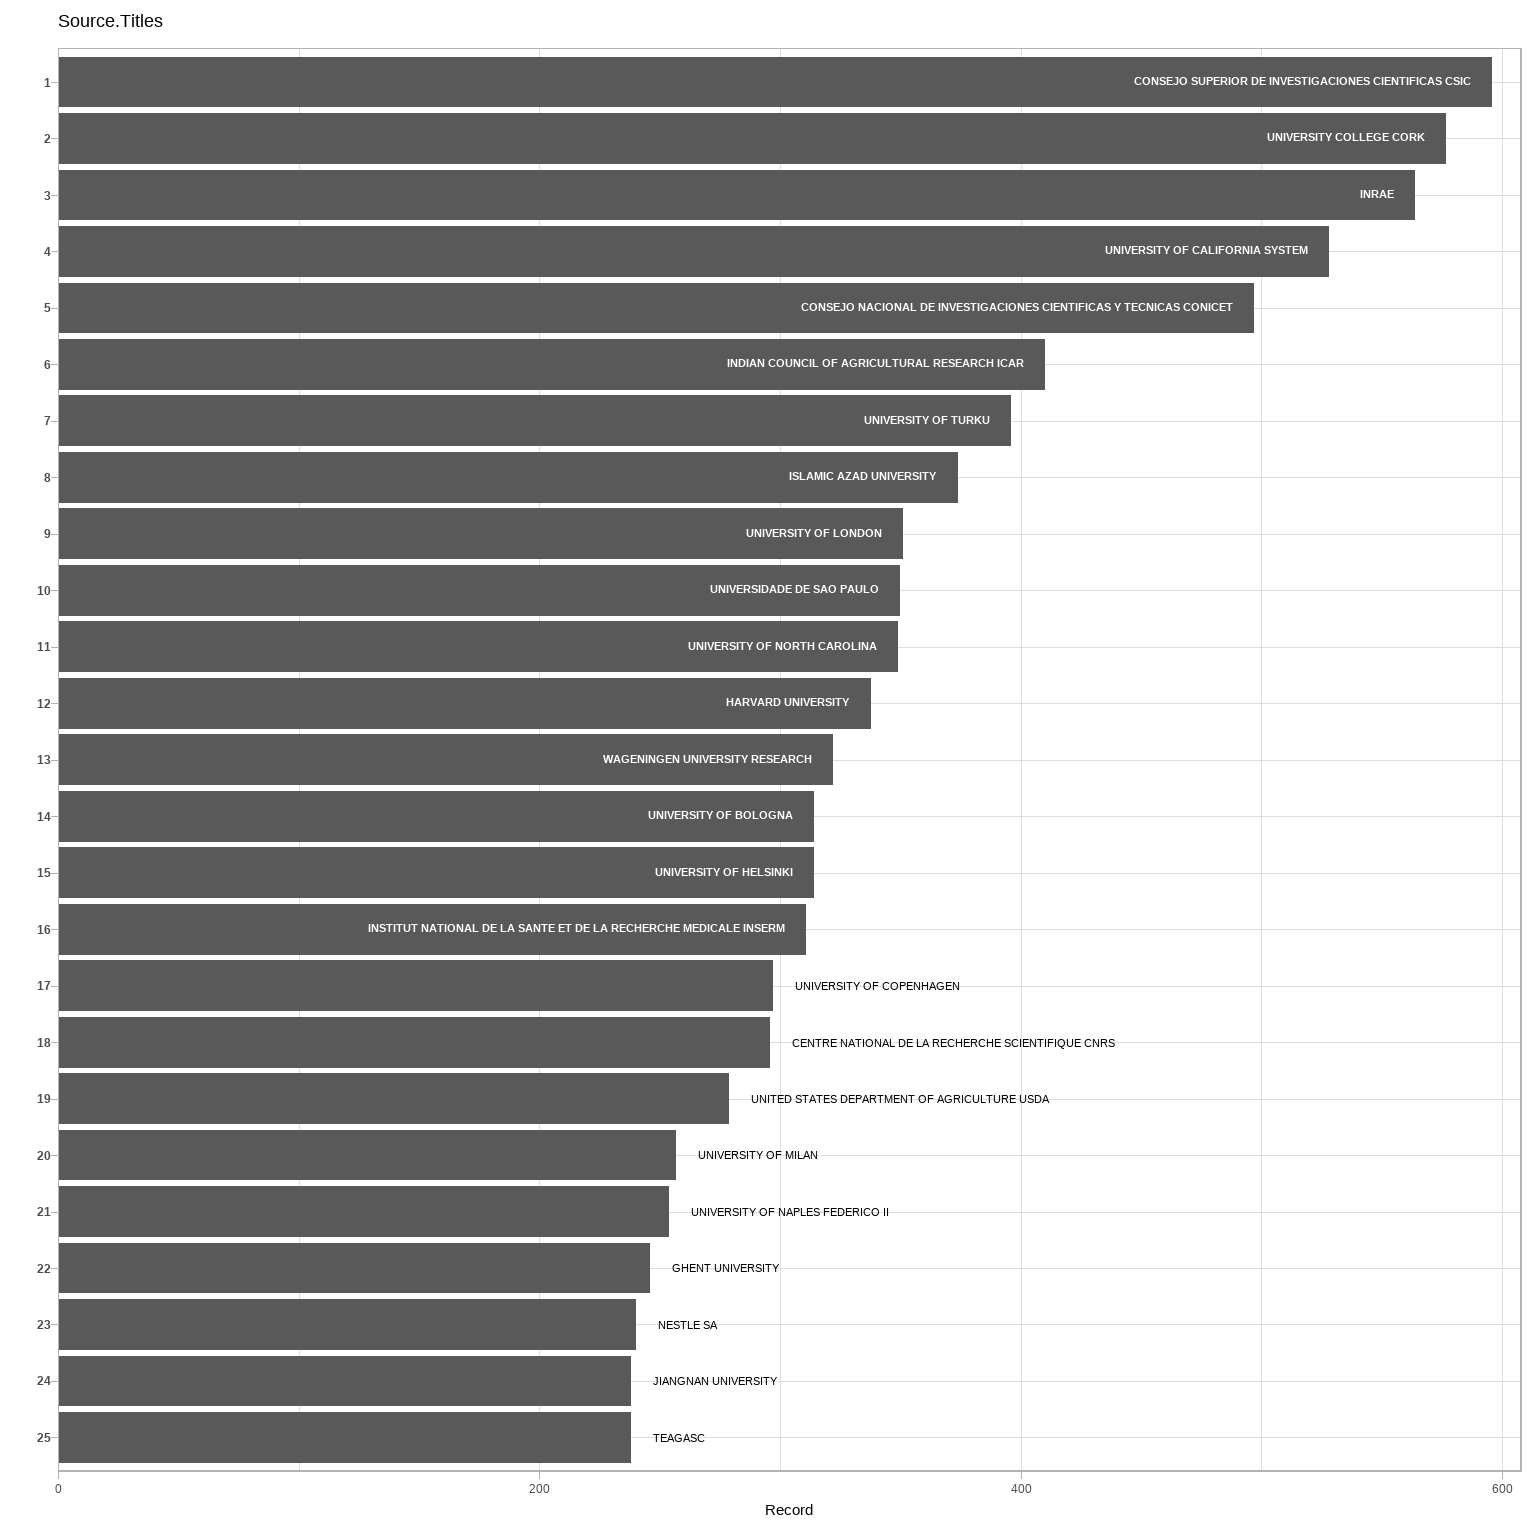 Source.Titles
1 CONSEJO SUPERIOR DE INVESTIGACIONES CIENTIFICAS CSIC
2 UNIVERSITY COLLEGE CORK
3 INRAE
4 UNIVERSITY OF CALIFORNIA SYSTEM
5 CONSEJO NACIONAL DE INVESTIGACIONES CIENTIFICAS Y TECNICAS CONICET
6 INDIAN COUNCIL OF AGRICULTURAL RESEARCH ICAR
7 UNIVERSITY OF TURKU
8 ISLAMIC AZAD UNIVERSITY
9 UNIVERSITY OF LONDON
10 UNIVERSIDADE DE SAO PAULO
11 UNIVERSITY OF NORTH CAROLINA
12 HARVARD UNIVERSITY
13 WAGENINGEN UNIVERSITY RESEARCH
14 UNIVERSITY OF BOLOGNA
15 UNIVERSITY OF HELSINKI
16 INSTITUT NATIONAL DE LA SANTE ET DE LA RECHERCHE MEDICALE INSERM
17 UNIVERSITY OF COPENHAGEN
18 CENTRE NATIONAL DE LA RECHERCHE SCIENTIFIQUE CNRS
19 UNITED STATES DEPARTMENT OF AGRICULTURE USDA
20 UNIVERSITY OF MILAN
21 UNIVERSITY OF NAPLES FEDERICO II
22 GHENT UNIVERSITY
23 NESTLE SA
24 JIANGNAN UNIVERSITY
25 TEAGASC
0 200 400 600
Record